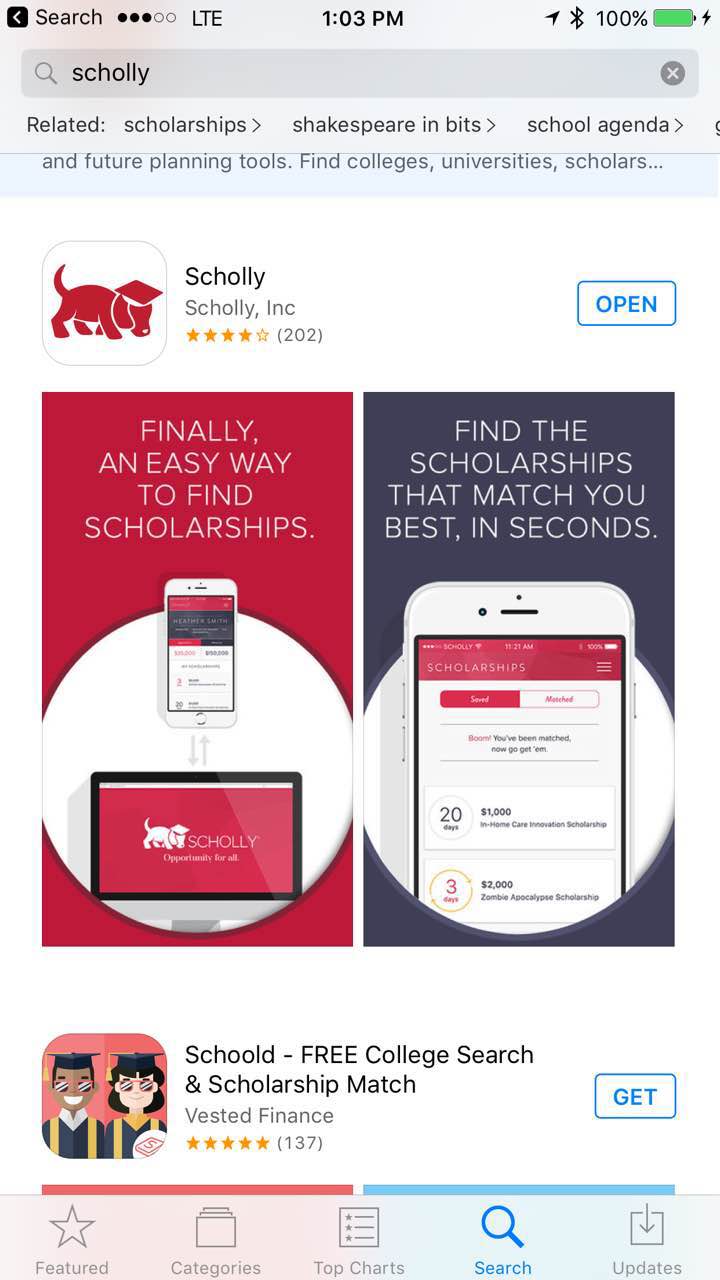 Search LTE 1:03 PM 100%
scholly
Related: scholarships > shakespeare in bits > school agenda >
and future planning tools. Find colleges, universities, scholars...
Scholly
Scholly, Inc
(202)
OPEN
FINALLY,
AN EASY WAY
TO FIND
SCHOLARSHIPS.
HEATHER SMITH
$35,000 $150,000
MY SCHOLARSHIPS
3
20
SCHOLLY
Opportunity for all.
FIND THE
SCHOLARSHIPS
THAT MATCH YOU
BEST, IN SECONDS.
SCHOLLY 11:21 AM 100%
SCHOLARSHIPS
Saved Matched
Boom! You've been matched,
now go get 'em.
20 days
$1,000
In-Home Care Innovation Scholarship
3 days
$2,000
Zombie Apocalypse Scholarship
Schoold - FREE College Search
& Scholarship Match
Vested Finance
(137)
GET
Featured Categories Top Charts Search Updates